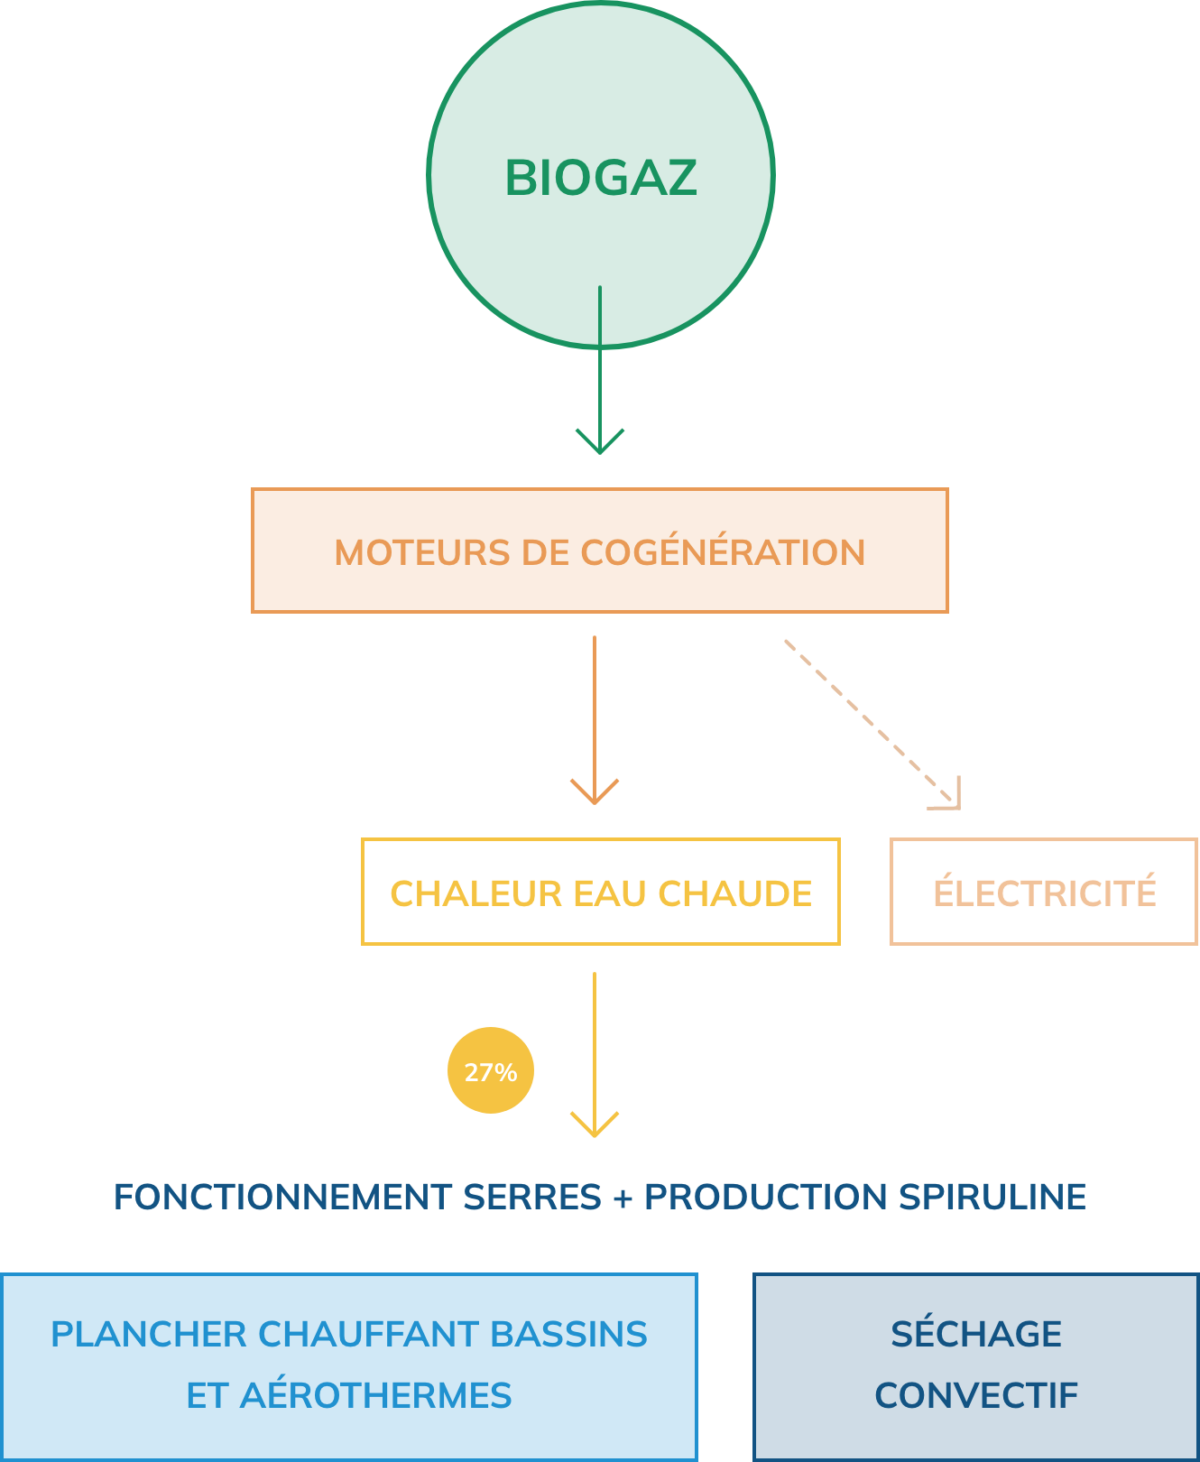 BIOGAZ
MOTEURS DE COGÉNÉRATION
CHALEUR EAU CHAUDE
ÉLECTRICITÉ
27%
FONCTIONNEMENT SERRES + PRODUCTION SPIRULINE
PLANCHER CHAUFFANT BASSINS
ET AÉROTHERMES
SÉCHAGE
CONVECTIF